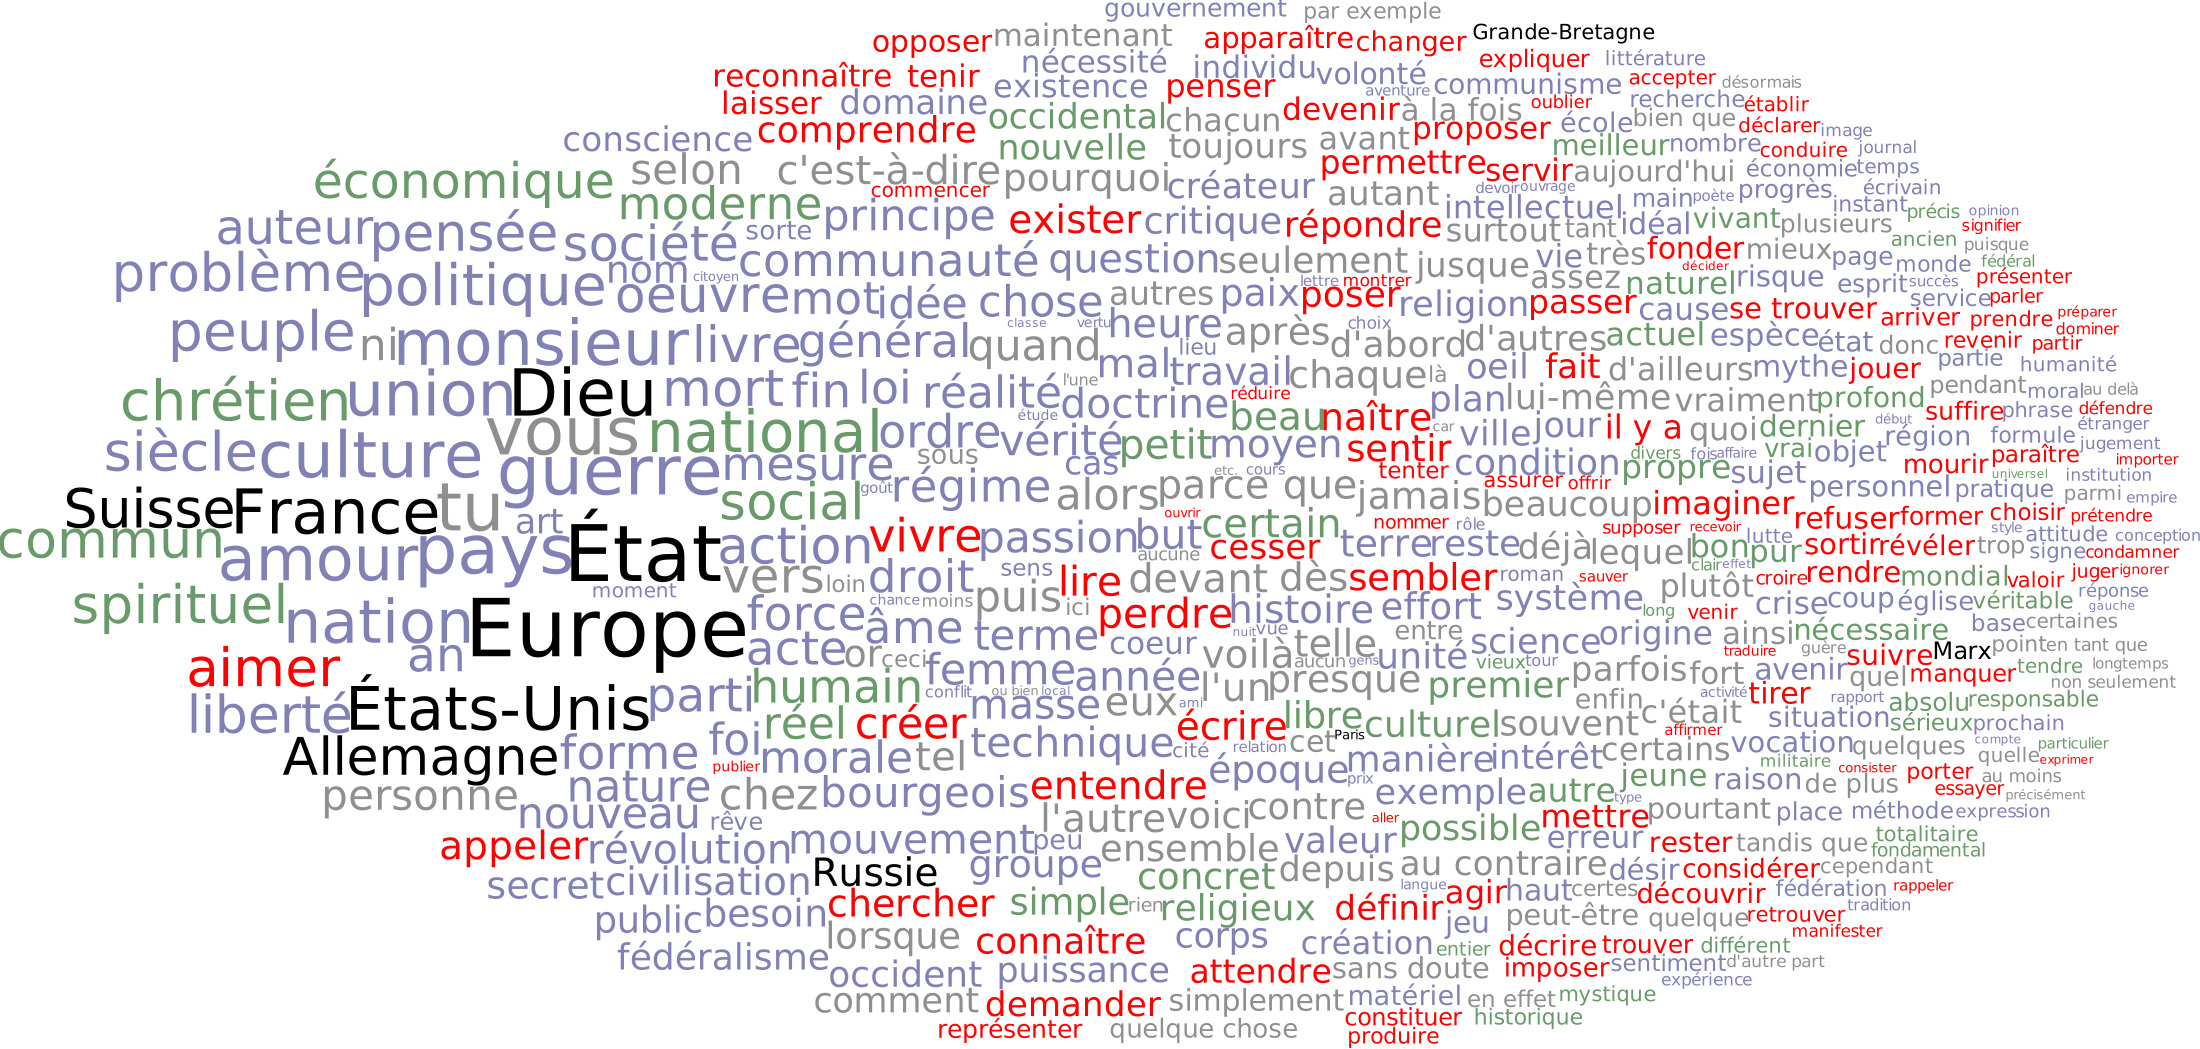 gouvernement par exemple
opposer maintenant apparaître changer Grande-Bretagne
nécessité individu volonté expliquer littérature
reconnaître tenir existence penser aventure communisme accepter désormais
laisser domaine occidental chacun devenir à la fois oublier recherche établir
conscience comprendre nouvelle toujours avant proposer école bien que déclarer image
économique selon c'est-à-dire pourquoi permettre servir meilleur nombre conduire journal
moderne commencer créateur autant devoir ouvrage aujourd'hui économie temps
auteur pensée société sorte principe exister critique répondre intellectuel main poète progrès instant écrivain
surtout tant idéal vivant plusieurs précis opinion signifier
problème politique nom citoyen communauté question seulement jusque vie très fonder mieux page ancien puisque
oeuvre mot idée chose autres paix lettre montrer poser religion assez passer décider naturel risque esprit monde succès fédéral présenter
peuple ni monsieur livre général quand classe vertu heure après choix d'abord d'autres cause se trouver service parler arriver prendre préparer
lieu actuel espèce état donc revenir dominer partir
chrétien union Dieu mort fin loi réalité l'une mal travail chaque là oeil fait d'ailleurs mythe jouer partie humanité
étude doctrine réduire beau naître car plan lui-même vraiment profond pendant moral au delà
siècle culture vous national ordre vérité petit moyen sentir ville jour il y a quoi dernier début suffire phrase défendre étranger
guerre mesure sous cas etc. cours tenter condition divers fois affaire vrai objet région formule jugement
Suisse France tu art social goût régime alors parce que jamais assurer offrir propre sujet mourir paraître universel importer institution
commun amour pays État action vivre passion but ouvrir certain nommer rôle beaucoup imaginer personnel pratique parmi empire
aucune cesser terre reste déjà lequel supposer recevoir lutte refuser former choisir prétendre
spirituel nation moment vers loin droit sens lire devant dès sembler roman sauver bon pur clair effet sortir révéler trop style attitude signe conception condamner
Europe force chance moins puis ici perdre histoire effort système long plutôt croire rendre mondial valoir juger ignorer
aimer an acte or ceci âme terme coeur nuit vue entre science venir crise coup église véritable réponse gauche
liberté États-Unis parti humain femme année voilà aucun telle gens unité vieux tour origine traduire ainsi guère nécessaire base certaines
Allemagne forme foi réel créer conflit ou bien local masse eux ami l'un presque premier parfois fort avenir suivre Marx point en tant que
personne nature publier morale tel technique écrire libre Paris culturel souvent enfin c'était activité tirer quel manquer tendre longtemps non seulement
cité relation cet affirmer rapport situation absolu responsable sérieux prochain
nouveau rêve chez bourgeois entendre époque prix manière intérêt certains vocation quelques compte quelle particulier exprimer
appeler révolution mouvement peu l'autre voici contre exemple autre type jeune militaire raison consister de plus porter au moins essayer précisément
secret civilisation Russie groupe ensemble valeur aller possible mettre erreur pourtant place méthode expression
public besoin chercher concret depuis au contraire rester tandis que totalitaire fondamental
fédéralisme lorsque simple rien religieux langue désir considérer cependant
occident connaître corps définir agir haut certes découvrir fédération rappeler tradition
comment puissance création jeu peut-être quelque retrouver manifester
demander attendre entier décrire trouver différent
représenter simplement sans doute imposer sentiment d'autre part expérience
quelque chose matériel en effet mystique
constituer historique
produire